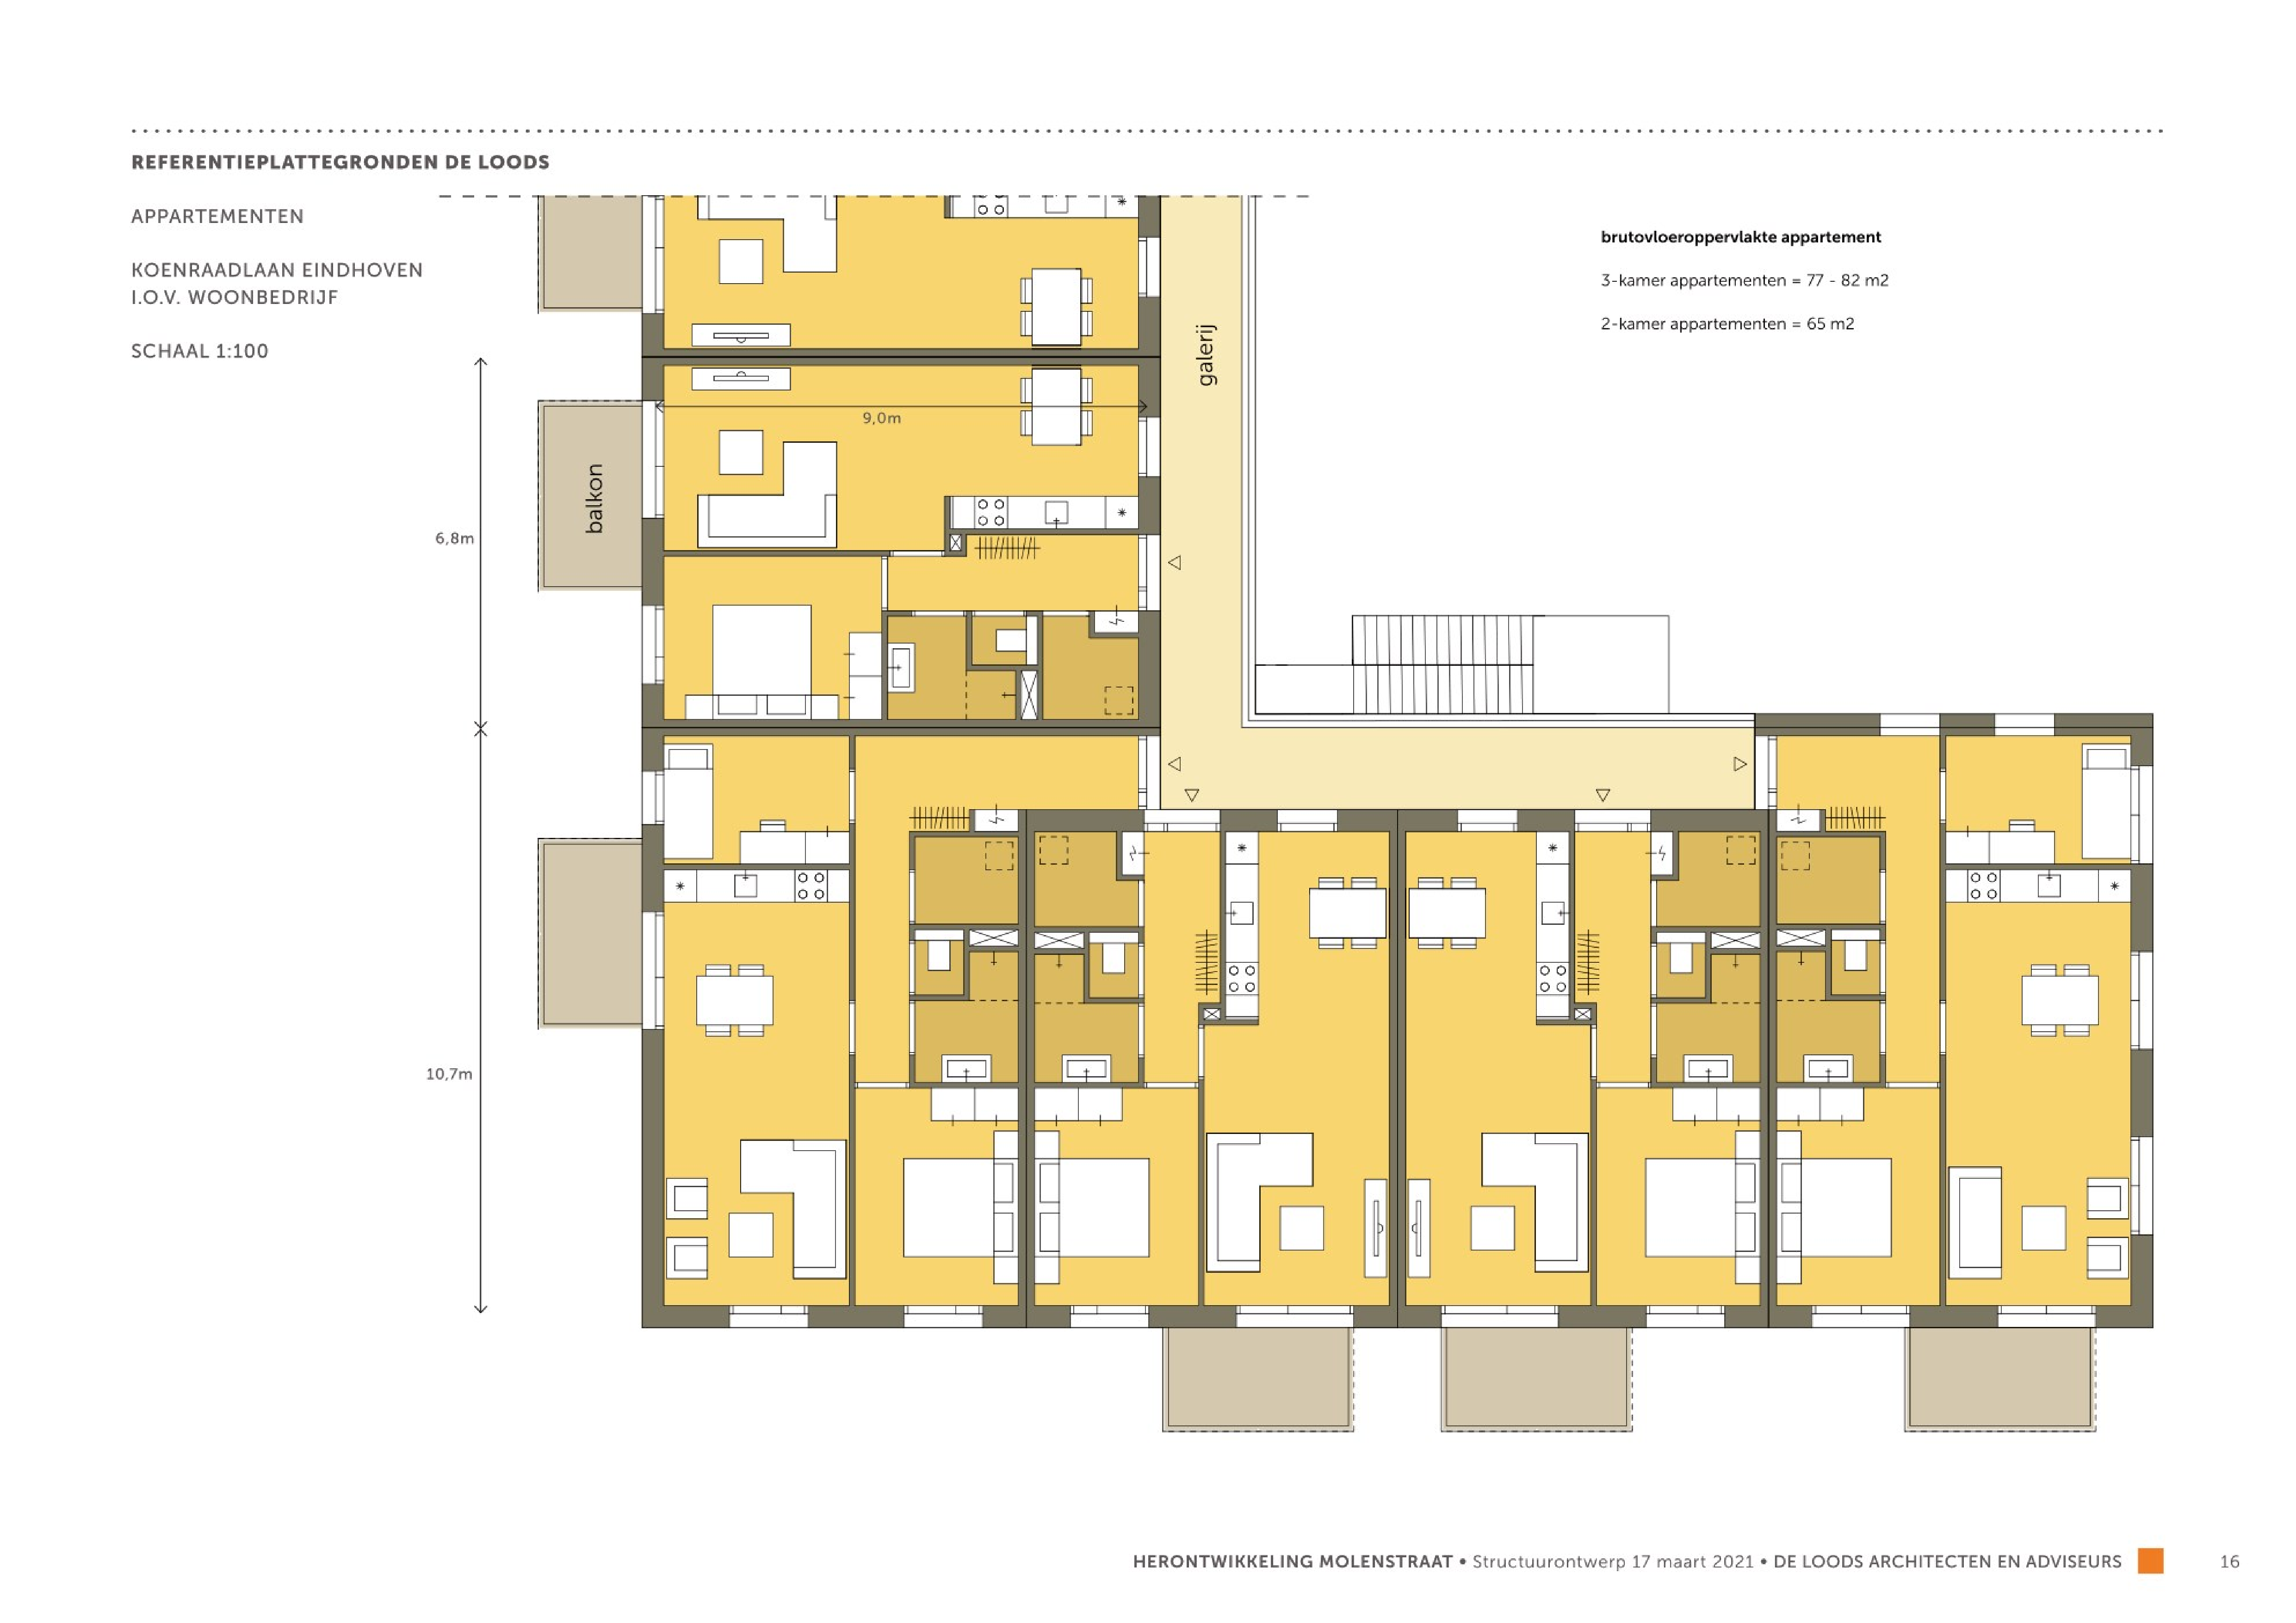 REFERENTIEPLATTEGRONDEN DE LOODS
APPARTEMENTEN
KOENRAADLAAN EINDHOVEN
I.O.V. WOONBEDRIJF
SCHAAL 1:100
brutovloeroppervlakte appartement
3-kamer appartementen = 77 - 82 m2
2-kamer appartementen = 65 m2
galerij
9,0m
balkon
6,8m
10,7m
HERONTWIKKELING MOLENSTRAAT • Structuurontwerp 17 maart 2021 • DE LOODS ARCHITECTEN EN ADVISEURS
16